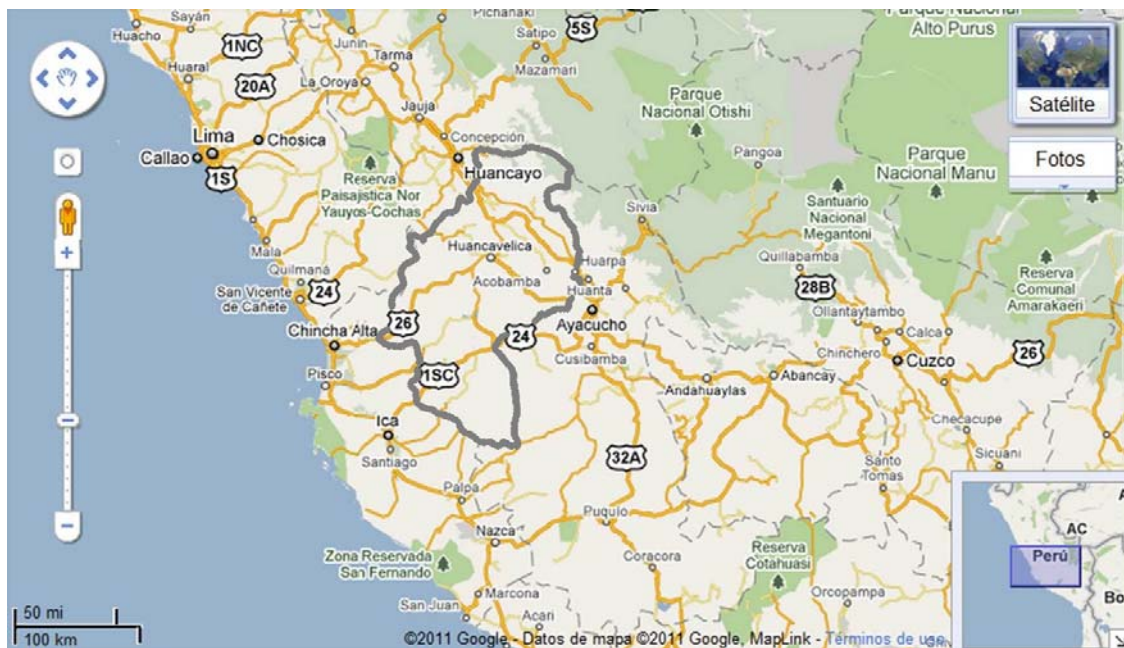 Sayán
Huacho
1NC
Junin
Pichanaki
5S
Satipo
Parque Nacional
Alto Purus
Tarma
Mazamari
Huaral
La Oroya
20A
Satélite
Jauja
Parque
Nacional Otishi
Lima
Chosica
Concepción
Callao
1S
Huancayo
Pangoa
Parque
Nacional Manu
Fotos
Reserva
Paisajistica Nor
Yauyos-Cochas
Santuario
Nacional
Megantoni
Sivia
Mala
Huancavelica
Quillabamba
Huarpa
Quilmaná
Acobamba
Reserva
Comunal
Amarakaeri
24
Huanta
28B
San Vicente
de Cañete
Ollantaytambo
Chincha Alta
26
24
Ayacucho
Calca
Cusibamba
Chinchero
Cuzco
26
Pisco
1SC
Andahuaylas
Abancay
Ica
Checacupe
Santiago
32A
Santo
Tomas
Sicuani
Palpa
Puquio
Nazca
AC
Perú
Zona Reservada
San Fernando
Coracora
Reserva
Cotahuasi
Marcona
Orcopampa
Bo
San Juan
Acari
50 mi
100 km
©2011 Google - Datos de mapa ©2011 Google, MapLink - Términos de uso